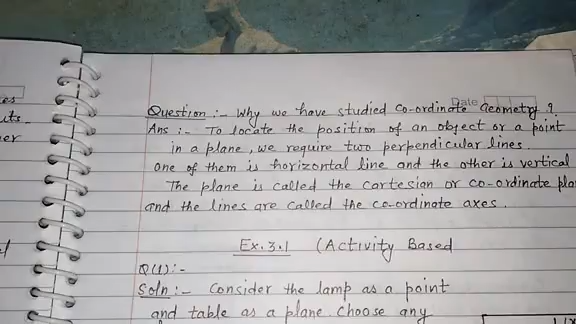 Date
Question :- Why we have studied Co-ordinate Geometry ?
Ans :- To locate the position of an object or a point
in a plane, we require two perpendicular lines.
One of them is horizontal line and the other is vertical
The plane is called the cartesian or co-ordinate
and the lines are called the co-ordinate axes.
Ex. 3.1 (Activity Based
Q(1) :-
Soln :- Consider the lamp as a point
and table as a plane. Choose any